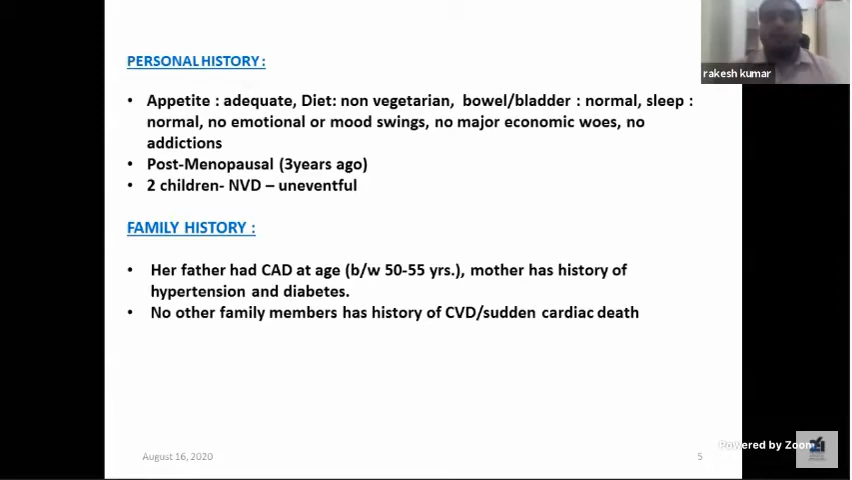 PERSONAL HISTORY :
rakesh kumar
• Appetite : adequate, Diet: non vegetarian, bowel/bladder : normal, sleep :
normal, no emotional or mood swings, no major economic woes, no
addictions
• Post-Menopausal (3years ago)
• 2 children- NVD – uneventful
FAMILY HISTORY :
• Her father had CAD at age (b/w 50-55 yrs.), mother has history of
hypertension and diabetes.
• No other family members has history of CVD/sudden cardiac death
Powered by Zoom
August 16, 2020
5